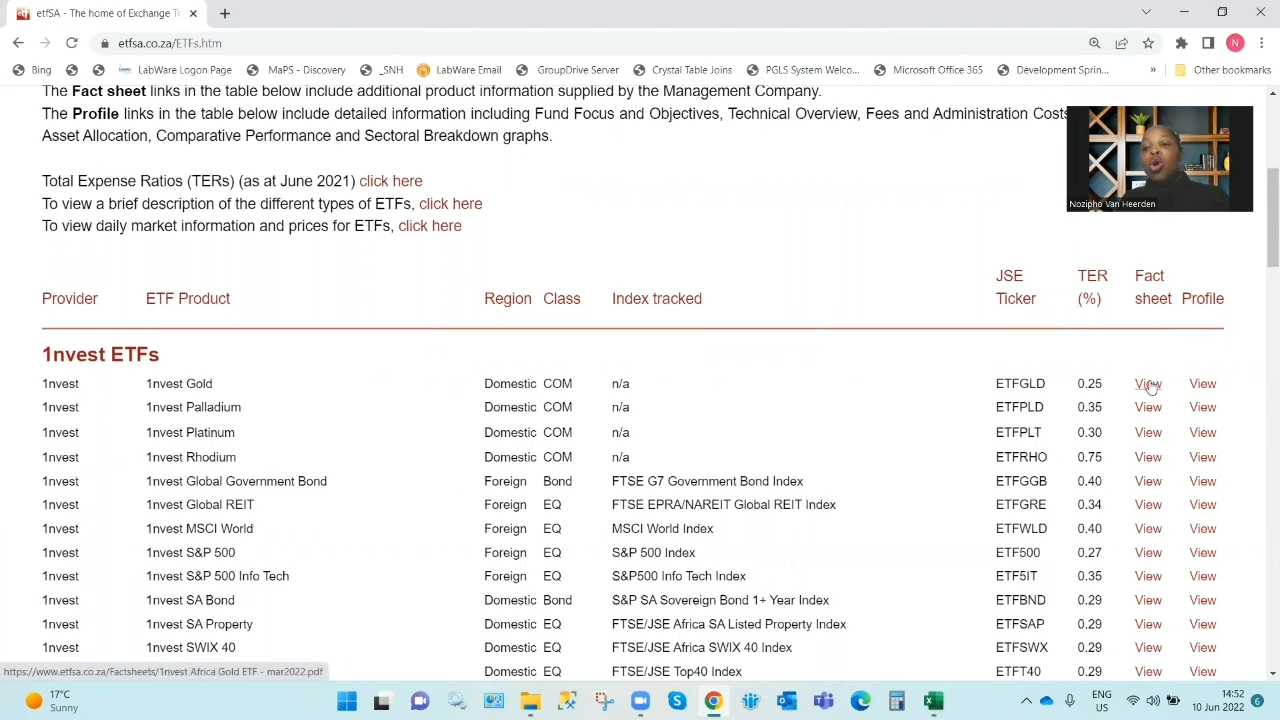 etfSA - The home of Exchange Tr
etfsa.co.za/ETFs.htm
N
Bing LabWare Logon Page MaPS - Discovery _SNH LabWare Email GroupDrive Server Crystal Table Joins PGLS System Welco... Microsoft Office 365 Development Sprin... » Other bookmarks
The Fact sheet links in the table below include additional product information supplied by the Management Company.
The Profile links in the table below include detailed information including Fund Focus and Objectives, Technical Overview, Fees and Administration Costs
Asset Allocation, Comparative Performance and Sectoral Breakdown graphs.
Nozipho Van Heerden
Total Expense Ratios (TERs) (as at June 2021) click here
To view a brief description of the different types of ETFs, click here
To view daily market information and prices for ETFs, click here
Provider ETF Product Region Class Index tracked JSE Ticker TER (%) Fact sheet Profile
1nvest ETFs
1nvest 1nvest Gold Domestic COM n/a ETFGLD 0.25 View View
1nvest 1nvest Palladium Domestic COM n/a ETFPLD 0.35 View View
1nvest 1nvest Platinum Domestic COM n/a ETFPLT 0.30 View View
1nvest 1nvest Rhodium Domestic COM n/a ETFRHO 0.75 View View
1nvest 1nvest Global Government Bond Foreign Bond FTSE G7 Government Bond Index ETFGGB 0.40 View View
1nvest 1nvest Global REIT Foreign EQ FTSE EPRA/NAREIT Global REIT Index ETFGRE 0.34 View View
1nvest 1nvest MSCI World Foreign EQ MSCI World Index ETFWLD 0.40 View View
1nvest 1nvest S&P 500 Foreign EQ S&P 500 Index ETF500 0.27 View View
1nvest 1nvest S&P 500 Info Tech Foreign EQ S&P500 Info Tech Index ETF5IT 0.35 View View
1nvest 1nvest SA Bond Domestic Bond S&P SA Sovereign Bond 1+ Year Index ETFBND 0.29 View View
1nvest 1nvest SA Property Domestic EQ FTSE/JSE Africa SA Listed Property Index ETFSAP 0.29 View View
1nvest 1nvest SWIX 40 Domestic EQ FTSE/JSE Africa SWIX 40 Index ETFSWX 0.29 View View
https://www.etfsa.co.za/Factsheets/1nvest Africa Gold ETF - mar2022.pdf Domestic EQ FTSE/JSE Top40 Index ETFT40 0.29 View View
17°C
Sunny
ENG
US
14:52
10 Jun 2022
6